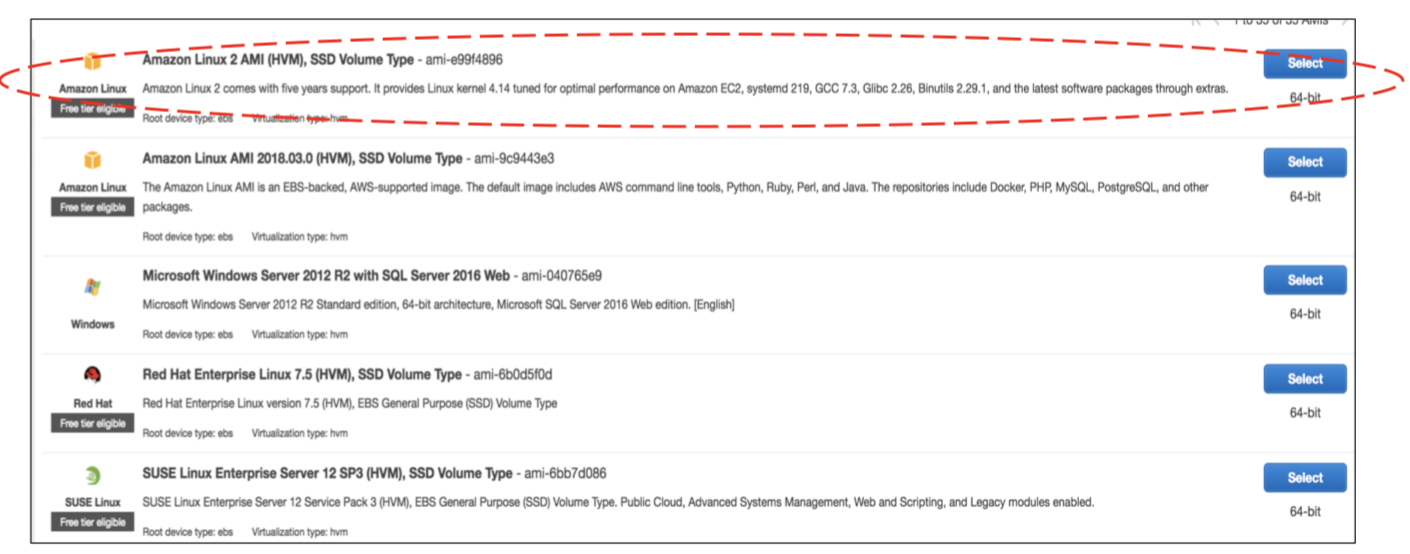 1 to 35 of 35 AMIs
Amazon Linux 2 AMI (HVM), SSD Volume Type - ami-e99f4896
Select
Amazon Linux
Amazon Linux 2 comes with five years support. It provides Linux kernel 4.14 tuned for optimal performance on Amazon EC2, systemd 219, GCC 7.3, Glibc 2.26, Binutils 2.29.1, and the latest software packages through extras.
64-bit
Free tier eligible
Root device type: ebs Virtualization type: hvm
Amazon Linux AMI 2018.03.0 (HVM), SSD Volume Type - ami-9c9443e3
Select
Amazon Linux
The Amazon Linux AMI is an EBS-backed, AWS-supported image. The default image includes AWS command line tools, Python, Ruby, Perl, and Java. The repositories include Docker, PHP, MySQL, PostgreSQL, and other
64-bit
Free tier eligible
packages.
Root device type: ebs Virtualization type: hvm
Microsoft Windows Server 2012 R2 with SQL Server 2016 Web - ami-040765e9
Select
Microsoft Windows Server 2012 R2 Standard edition, 64-bit architecture, Microsoft SQL Server 2016 Web edition. [English]
64-bit
Windows
Root device type: ebs Virtualization type: hvm
Red Hat Enterprise Linux 7.5 (HVM), SSD Volume Type - ami-6b0d5f0d
Select
Red Hat
Red Hat Enterprise Linux version 7.5 (HVM), EBS General Purpose (SSD) Volume Type
64-bit
Free tier eligible
Root device type: ebs Virtualization type: hvm
SUSE Linux Enterprise Server 12 SP3 (HVM), SSD Volume Type - ami-6bb7d086
Select
SUSE Linux
SUSE Linux Enterprise Server 12 Service Pack 3 (HVM), EBS General Purpose (SSD) Volume Type. Public Cloud, Advanced Systems Management, Web and Scripting, and Legacy modules enabled.
64-bit
Free tier eligible
Root device type: ebs Virtualization type: hvm